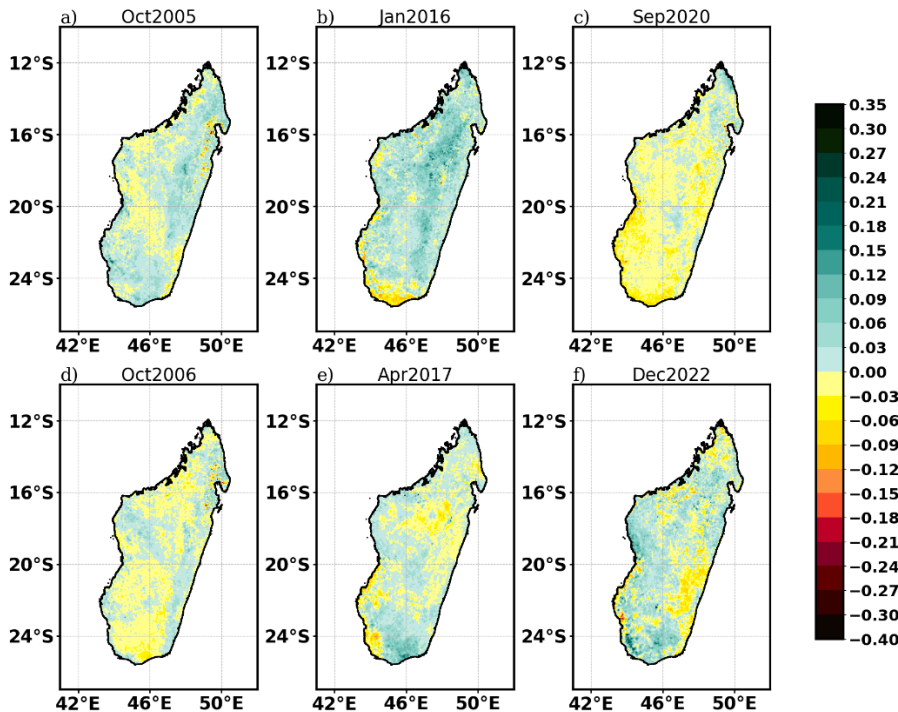 a) Oct2005
b) Jan2016
c) Sep2020
12°S
16°S
20°S
24°S
42°E 46°E 50°E
12°S
16°S
20°S
24°S
42°E 46°E 50°E
12°S
16°S
20°S
24°S
42°E 46°E 50°E
d) Oct2006
e) Apr2017
f) Dec2022
12°S
16°S
20°S
24°S
42°E 46°E 50°E
12°S
16°S
20°S
24°S
42°E 46°E 50°E
12°S
16°S
20°S
24°S
42°E 46°E 50°E
0.35
0.30
0.27
0.24
0.21
0.18
0.15
0.12
0.09
0.06
0.03
0.00
−0.03
−0.06
−0.09
−0.12
−0.15
−0.18
−0.21
−0.24
−0.27
−0.30
−0.40